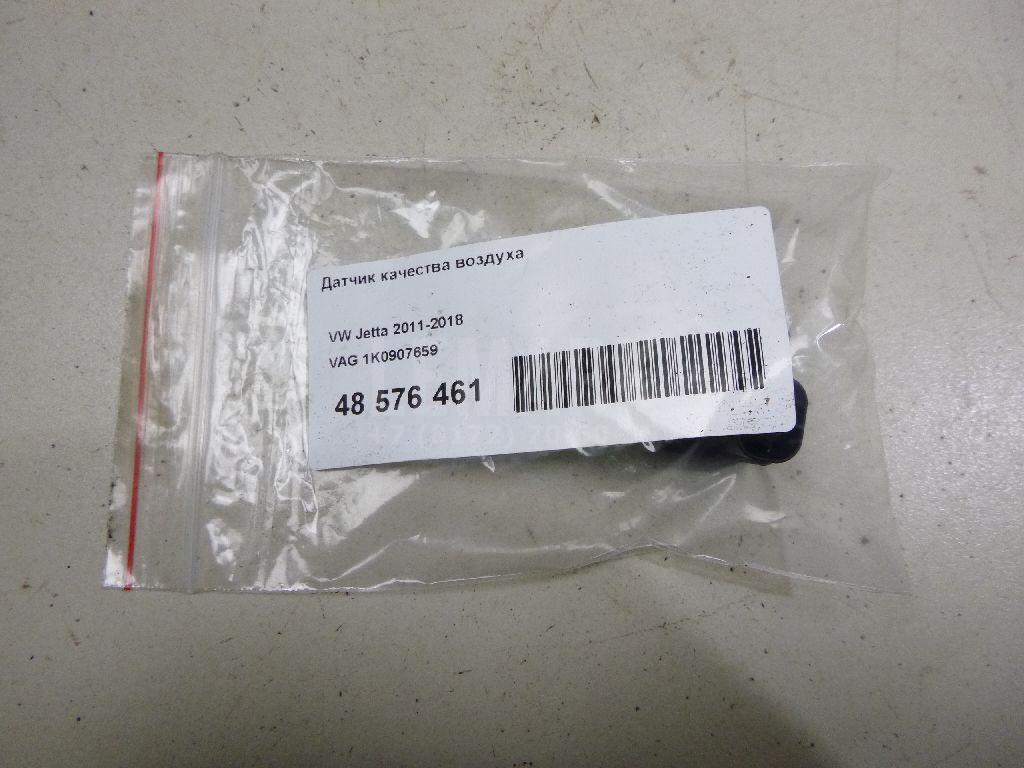 Датчик качества воздуха
VW Jetta 2011-2018
VAG 1K0907659
48 576 461